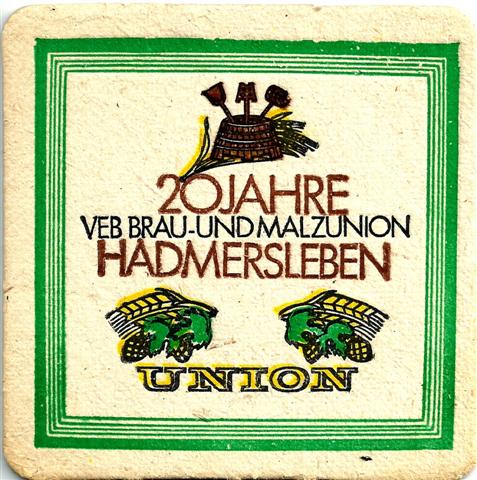 20 JAHRE
VEB BRAU-UND MALZUNION
HADMERSLEBEN
UNION